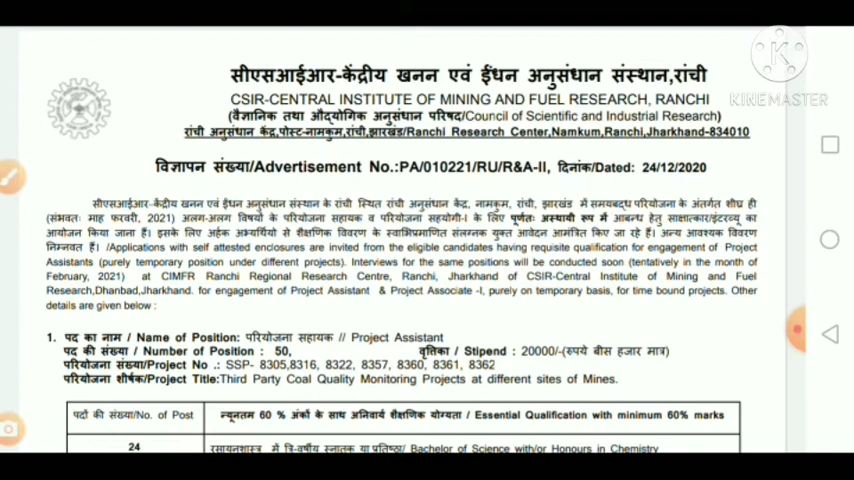 सीएसआईआर-केंद्रीय खनन एवं ईंधन अनुसंधान संस्थान,रांची
CSIR-CENTRAL INSTITUTE OF MINING AND FUEL RESEARCH, RANCHI
(वैज्ञानिक तथा औद्योगिक अनुसंधान परिषद/Council of Scientific and Industrial Research)
रांची अनुसंधान केंद्र,पोस्ट-नामकुम,रांची,झारखंड/Ranchi Research Center,Namkum,Ranchi,Jharkhand-834010
विज्ञापन संख्या/Advertisement No.:PA/010221/RU/R&A-II, दिनांक/Dated: 24/12/2020
सीएसआईआर-केंद्रीय खनन एवं ईंधन अनुसंधान संस्थान के रांची स्थित रांची अनुसंधान केंद्र, नामकुम, रांची, झारखंड में समयबद्ध परियोजना के अंतर्गत शीघ्र ही
(संभवतः माह फरवरी, 2021) अलग-अलग विषयों के परियोजना सहायक व परियोजना सहयोगी-I के लिए पूर्णतः अस्थायी रूप में आबन्ध हेतु साक्षात्कार/इंटरव्यू का
आयोजन किया जाना हैं। इसके लिए अर्हक अभ्यर्थियो से शैक्षणिक विवरण के स्वाभिप्रमाणित संलग्नक युक्त आवेदन आमंत्रित किए जा रहे हैं। अन्य आवश्यक विवरण
निम्नवत हैं। /Applications with self attested enclosures are invited from the eligible candidates having requisite qualification for engagement of Project
Assistants (purely temporary position under different projects). Interviews for the same positions will be conducted soon (tentatively in the month of
February, 2021) at CIMFR Ranchi Regional Research Centre, Ranchi, Jharkhand of CSIR-Central Institute of Mining and Fuel
Research,Dhanbad,Jharkhand. for engagement of Project Assistant & Project Associate -I, purely on temporary basis, for time bound projects. Other
details are given below :
1. पद का नाम / Name of Position: परियोजना सहायक // Project Assistant
पद की संख्या / Number of Position : 50, वृत्तिका / Stipend : 20000/-(रुपये बीस हजार मात्र)
परियोजना संख्या/Project No .: SSP- 8305,8316, 8322, 8357, 8360, 8361, 8362
परियोजना शीर्षक/Project Title:Third Party Coal Quality Monitoring Projects at different sites of Mines.
पदों की संख्या/No. of Post न्यूनतम 60 % अंकों के साथ अनिवार्य शैक्षणिक योग्यता / Essential Qualification with minimum 60% marks
24 रसायनशास्त्र में त्रि-वर्षीय स्नातक या प्रतिष्ठा/ Bachelor of Science with/or Honours in Chemistry
K
KINEMASTER